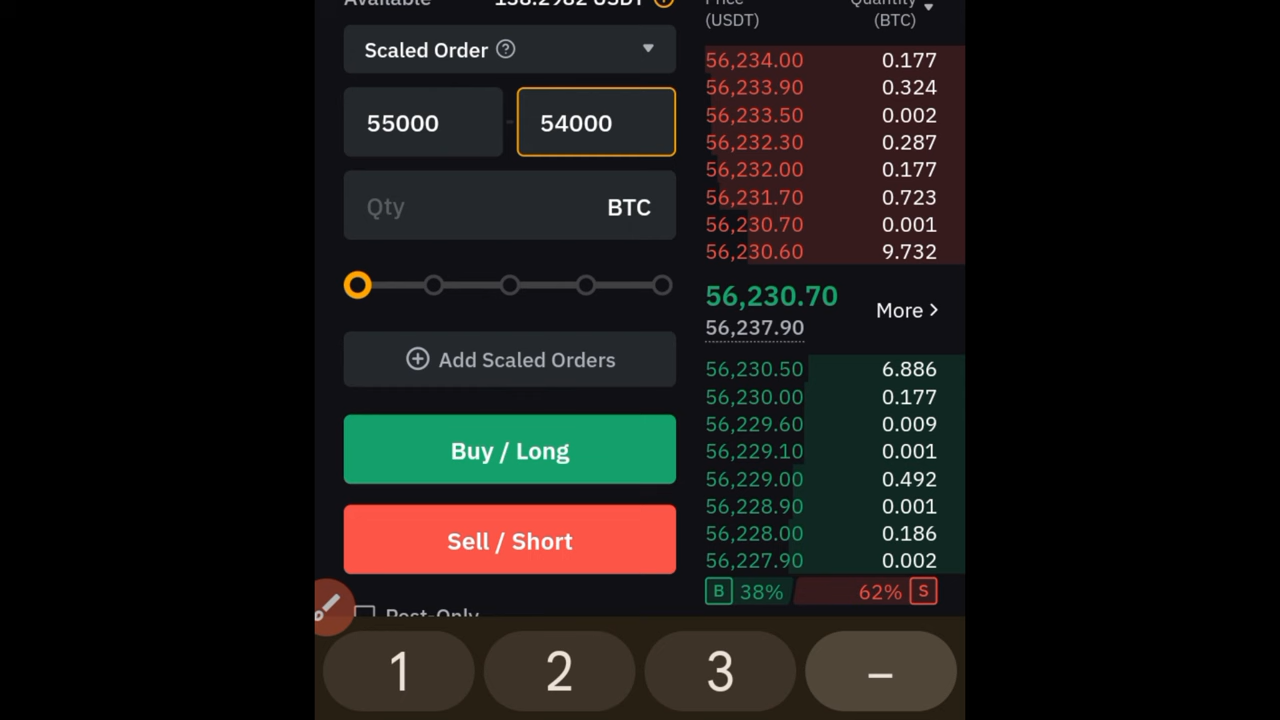 Available 138.2982 USDT
Scaled Order ?
55000 - 54000
Qty BTC
Add Scaled Orders
Buy / Long
Sell / Short
Post-Only
Price Quantity
(USDT) (BTC)
56,234.00 0.177
56,233.90 0.324
56,233.50 0.002
56,232.30 0.287
56,232.00 0.177
56,231.70 0.723
56,230.70 0.001
56,230.60 9.732
56,230.70
56,237.90
More >
56,230.50 6.886
56,230.00 0.177
56,229.60 0.009
56,229.10 0.001
56,229.00 0.492
56,228.90 0.001
56,228.00 0.186
56,227.90 0.002
B 38% 62% S
1 2 3 –